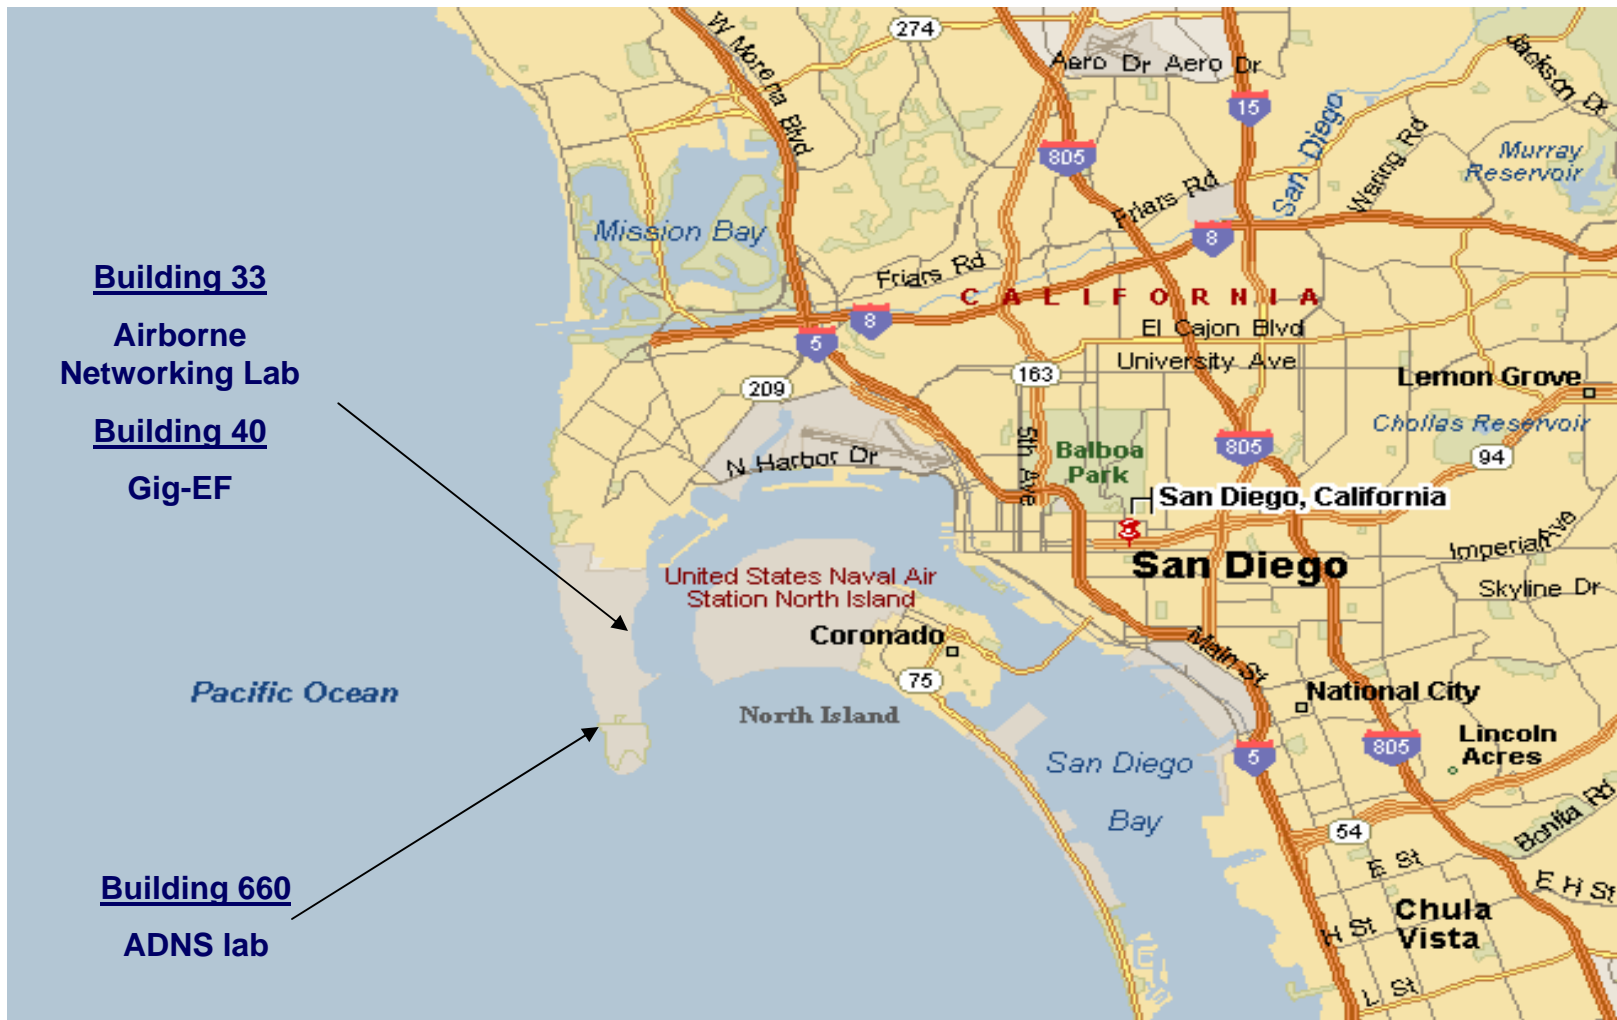 274
W Morena Blvd
Aero Dr Aero Dr
Jackson Dr
15
805
San Diego
Waring Rd
Murray
Reservoir
Friars Rd
8
Mission Bay
Building 33
Airborne
Networking Lab
Building 40
Gig-EF
Friars Rd
CALIFORNIA
8
5
El Cajon Blvd
University Ave
163
209
Lemon Grove
Chollas Reservoir
5th Ave
Balboa
Park
805
94
N Harbor Dr
San Diego, California
San Diego
Imperial Ave
Skyline Dr
United States Naval Air
Station North Island
Coronado
75
Main St
Pacific Ocean
North Island
National City
Lincoln
Acres
805
5
San Diego
Bay
54
Bonita Rd
E St
E H St
Building 660
ADNS lab
Chula
Vista
H St
L St